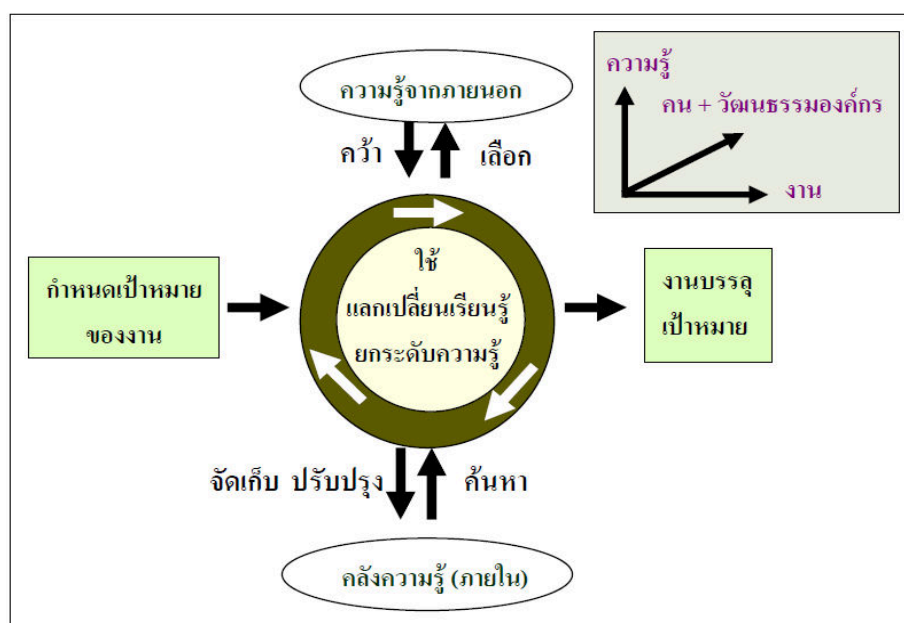 ความรู้จากภายนอก
คว้า
เลือก
ความรู้
คน + วัฒนธรรมองค์กร
งาน
กำหนดเป้าหมาย
ของงาน
ใช้
แลกเปลี่ยนเรียนรู้
ยกระดับความรู้
งานบรรลุ
เป้าหมาย
จัดเก็บ ปรับปรุง
ค้นหา
คลังความรู้ (ภายใน)